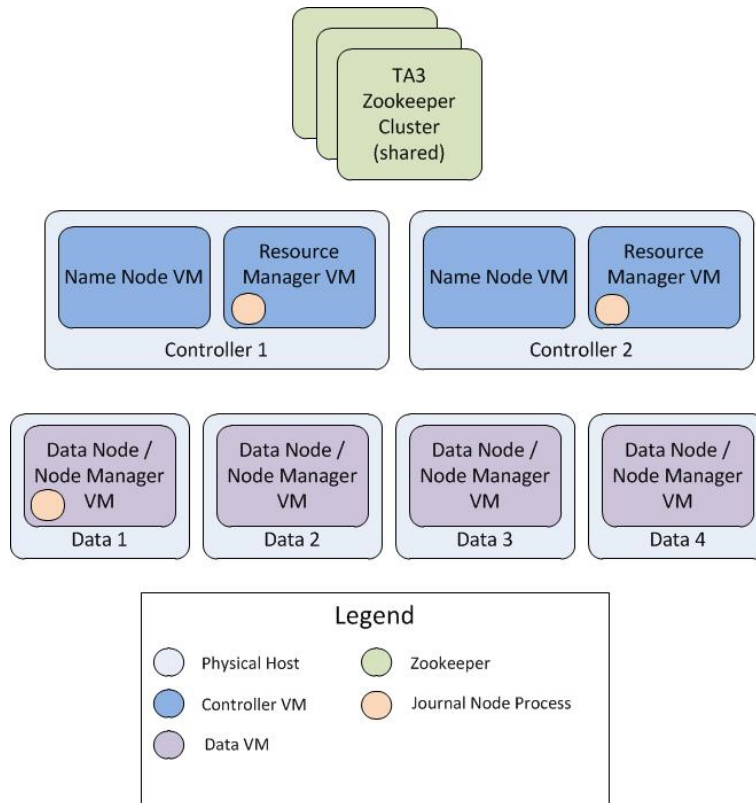 TA3
Zookeeper
Cluster
(shared)
Name Node VM
Resource
Manager VM
Controller 1
Name Node VM
Resource
Manager VM
Controller 2
Data Node /
Node Manager
VM
Data 1
Data Node /
Node Manager
VM
Data 2
Data Node /
Node Manager
VM
Data 3
Data Node /
Node Manager
VM
Data 4
Legend
Physical Host
Zookeeper
Controller VM
Journal Node Process
Data VM